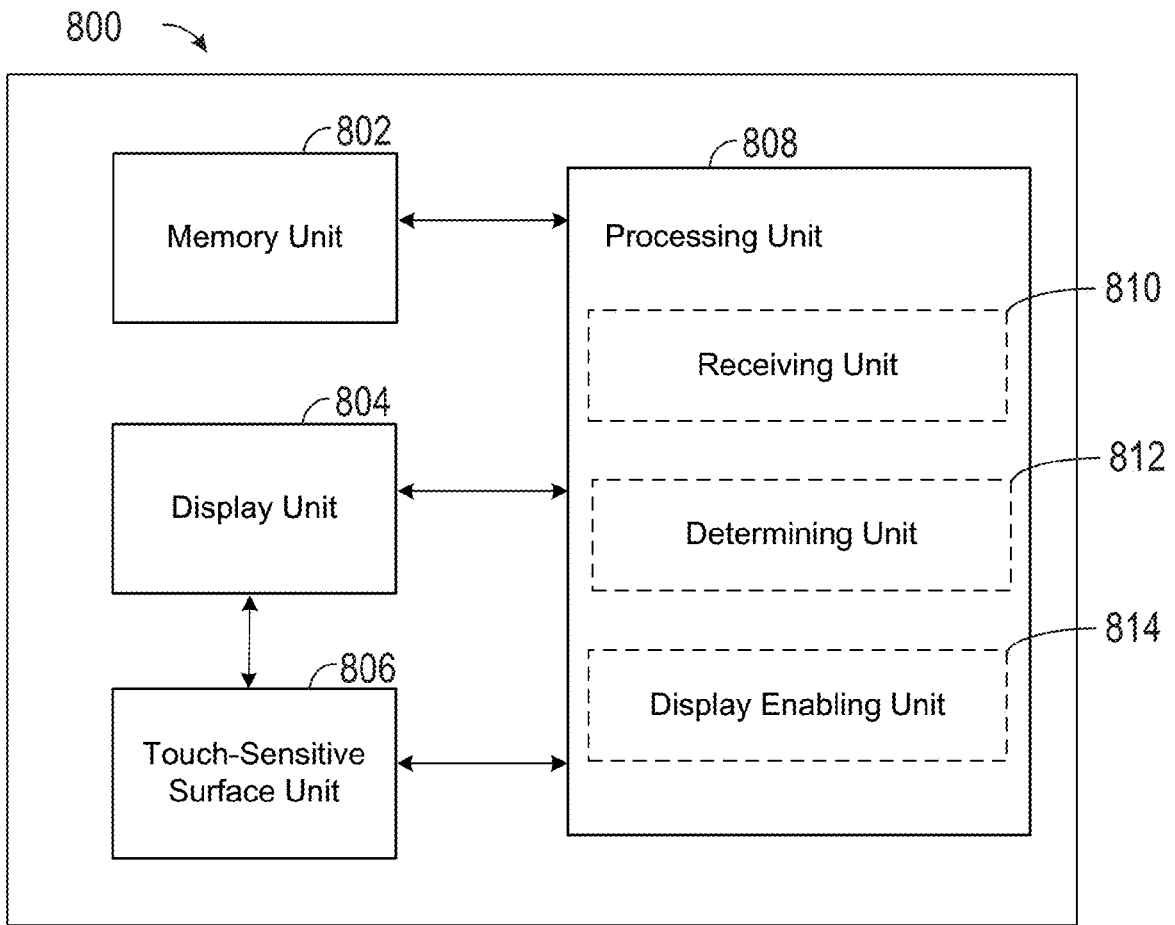 800
802
Memory Unit
808
Processing Unit
810
Receiving Unit
804
Display Unit
812
Determining Unit
814
Display Enabling Unit
806
Touch-Sensitive
Surface Unit